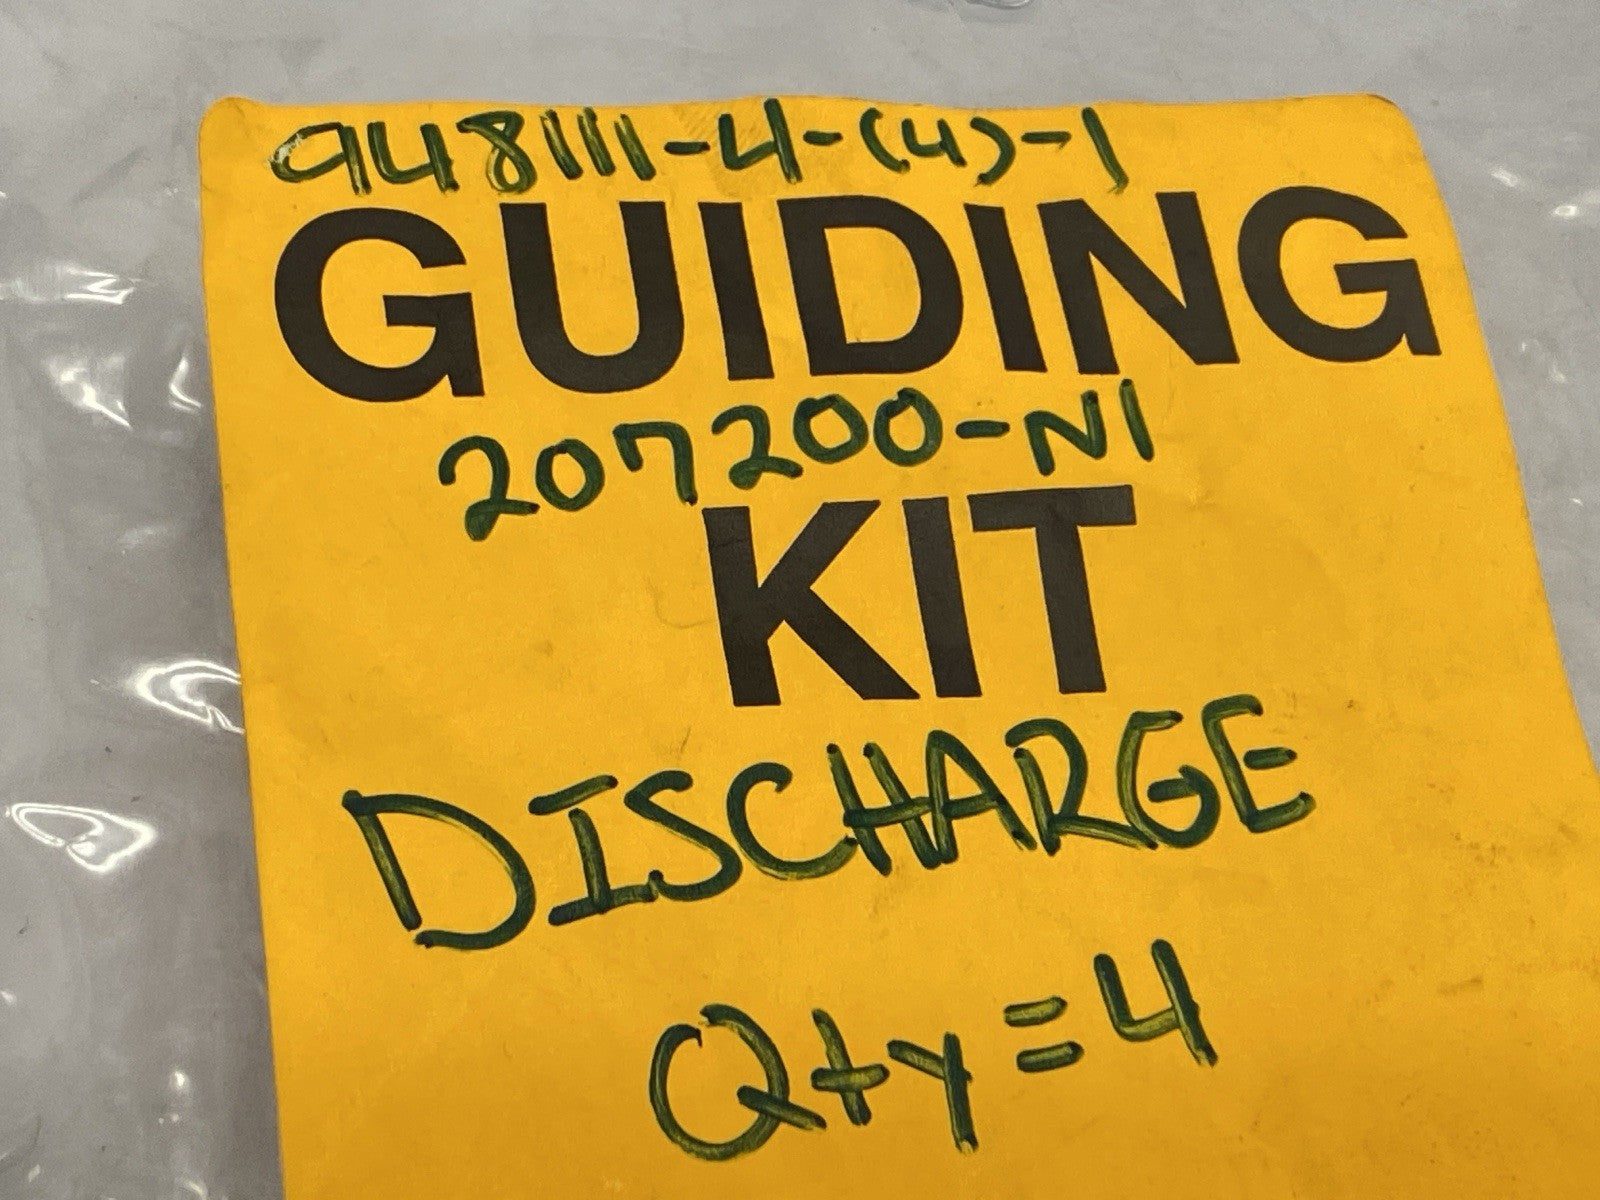 948111-4-(4)-1
GUIDING
207200-N1
KIT
DISCHARGE
Qty=4